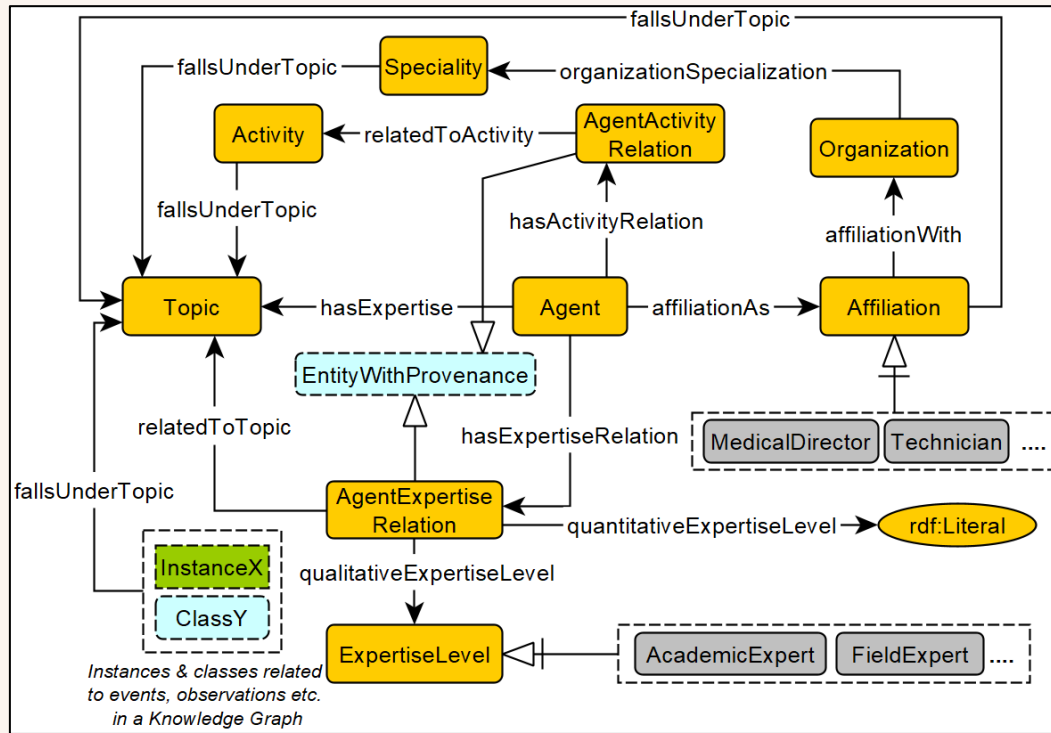 fallsUnderTopic
fallsUnderTopic
Speciality
organizationSpecialization
Activity
relatedToActivity
AgentActivity
Relation
Organization
fallsUnderTopic
hasActivityRelation
affiliationWith
Topic
hasExpertise
Agent
affiliationAs
Affiliation
EntityWithProvenance
relatedToTopic
hasExpertiseRelation
MedicalDirector
Technician
....
fallsUnderTopic
AgentExpertise
Relation
quantitativeExpertiseLevel
rdf:Literal
InstanceX
ClassY
qualitativeExpertiseLevel
ExpertiseLevel
AcademicExpert
FieldExpert
....
Instances & classes related
to events, observations etc.
in a Knowledge Graph